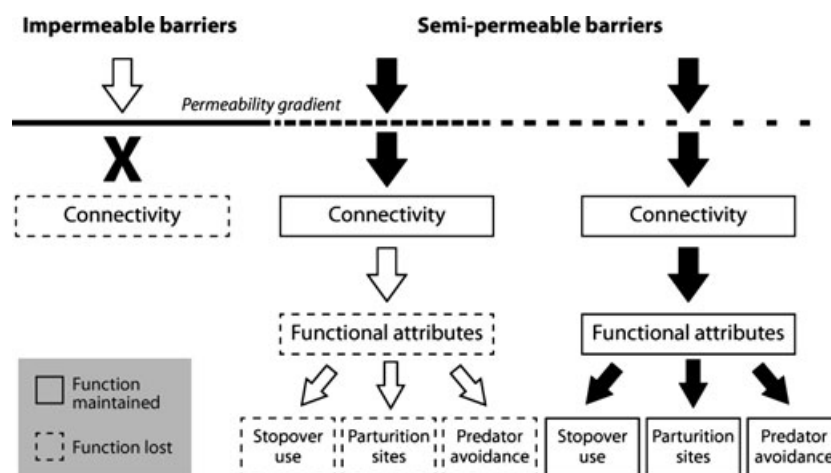 Impermeable barriers
Semi-permeable barriers
Permeability gradient
X
Connectivity
Connectivity
Connectivity
Functional attributes
Functional attributes
Function
maintained
Function lost
Stopover
use
Parturition
sites
Predator
avoidance
Stopover
use
Parturition
sites
Predator
avoidance